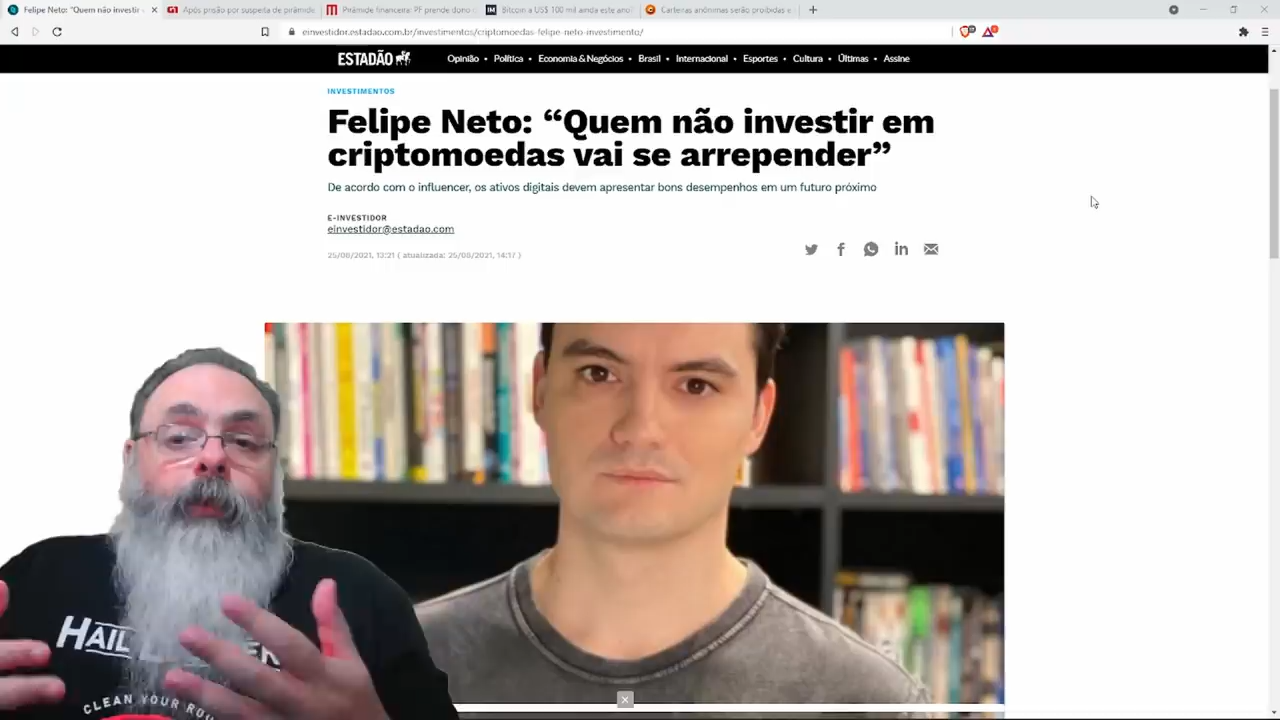 Felipe Neto: "Quem não investir e
Após prisão por suspeita de pirâmide
Pirâmide financeira: PF prende dono d
Bitcoin a US$ 100 mil ainda este ano?
Carteiras anônimas serão proibidas e
einvestidor.estadao.com.br/investimentos/criptomoedas-felipe-neto-investimento/
ESTADÃO
Opinião • Política • Economia & Negócios • Brasil • Internacional • Esportes • Cultura • Últimas • Assine
INVESTIMENTOS
Felipe Neto: “Quem não investir em
criptomoedas vai se arrepender”
De acordo com o influencer, os ativos digitais devem apresentar bons desempenhos em um futuro próximo
E-INVESTIDOR
einvestidor@estadao.com
25/08/2021, 13:21 ( atualizada: 25/08/2021, 14:17 )
HAIL
CLEAN YOUR